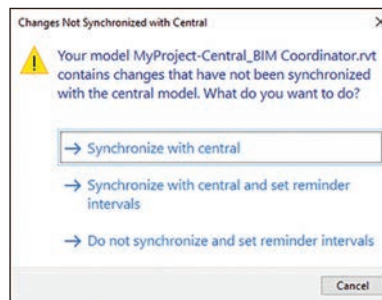 Changes Not Synchronized with Central
Your model MyProject-Central_BIM Coordinator.rvt
contains changes that have not been synchronized
with the central model. What do you want to do?
→ Synchronize with central
→ Synchronize with central and set reminder
intervals
→ Do not synchronize and set reminder intervals
Cancel